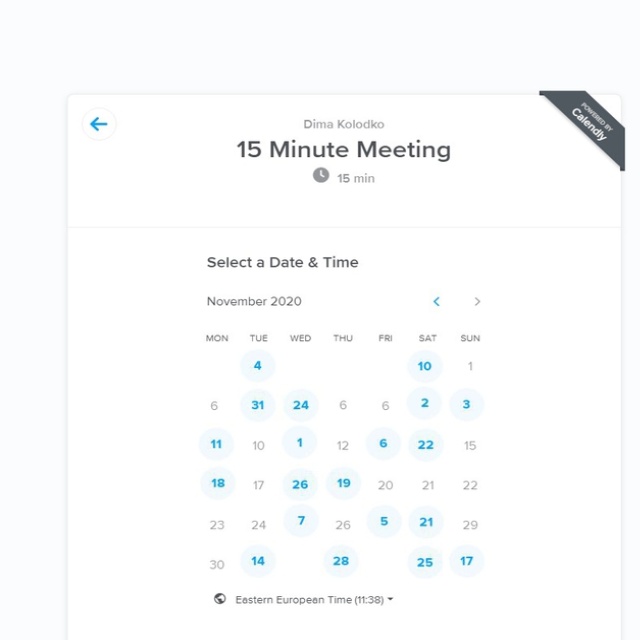 POWERED BY
Calendly
Dima Kolodko
15 Minute Meeting
15 min
Select a Date & Time
November 2020
MON TUE WED THU FRI SAT SUN
4 10 1
6 31 24 6 6 2 3
11 10 1 12 6 22 15
18 17 26 19 20 21 22
23 24 7 26 5 21 29
30 14 28 25 17
Eastern European Time (11:38)